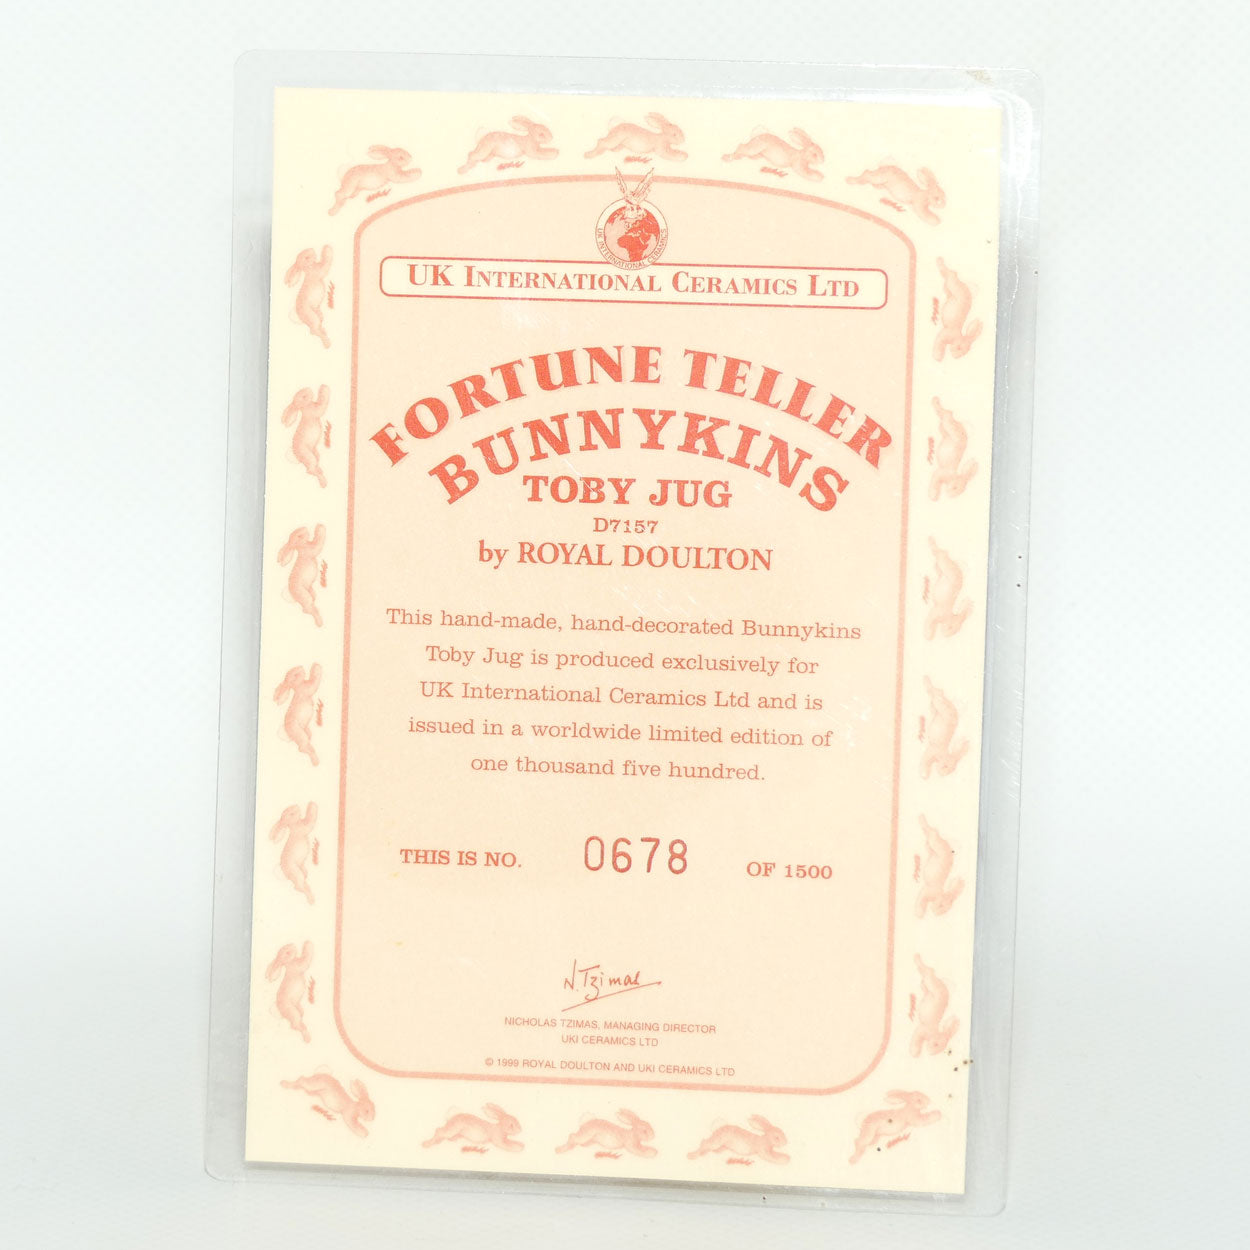 UK INTERNATIONAL CERAMICS
UK INTERNATIONAL CERAMICS LTD
FORTUNE TELLER
BUNNYKINS
TOBY JUG
D7157
by ROYAL DOULTON
This hand-made, hand-decorated Bunnykins
Toby Jug is produced exclusively for
UK International Ceramics Ltd and is
issued in a worldwide limited edition of
one thousand five hundred.
THIS IS NO. 0678 OF 1500
N. Tzimas
NICHOLAS TZIMAS, MANAGING DIRECTOR
UKI CERAMICS LTD
© 1999 ROYAL DOULTON AND UKI CERAMICS LTD